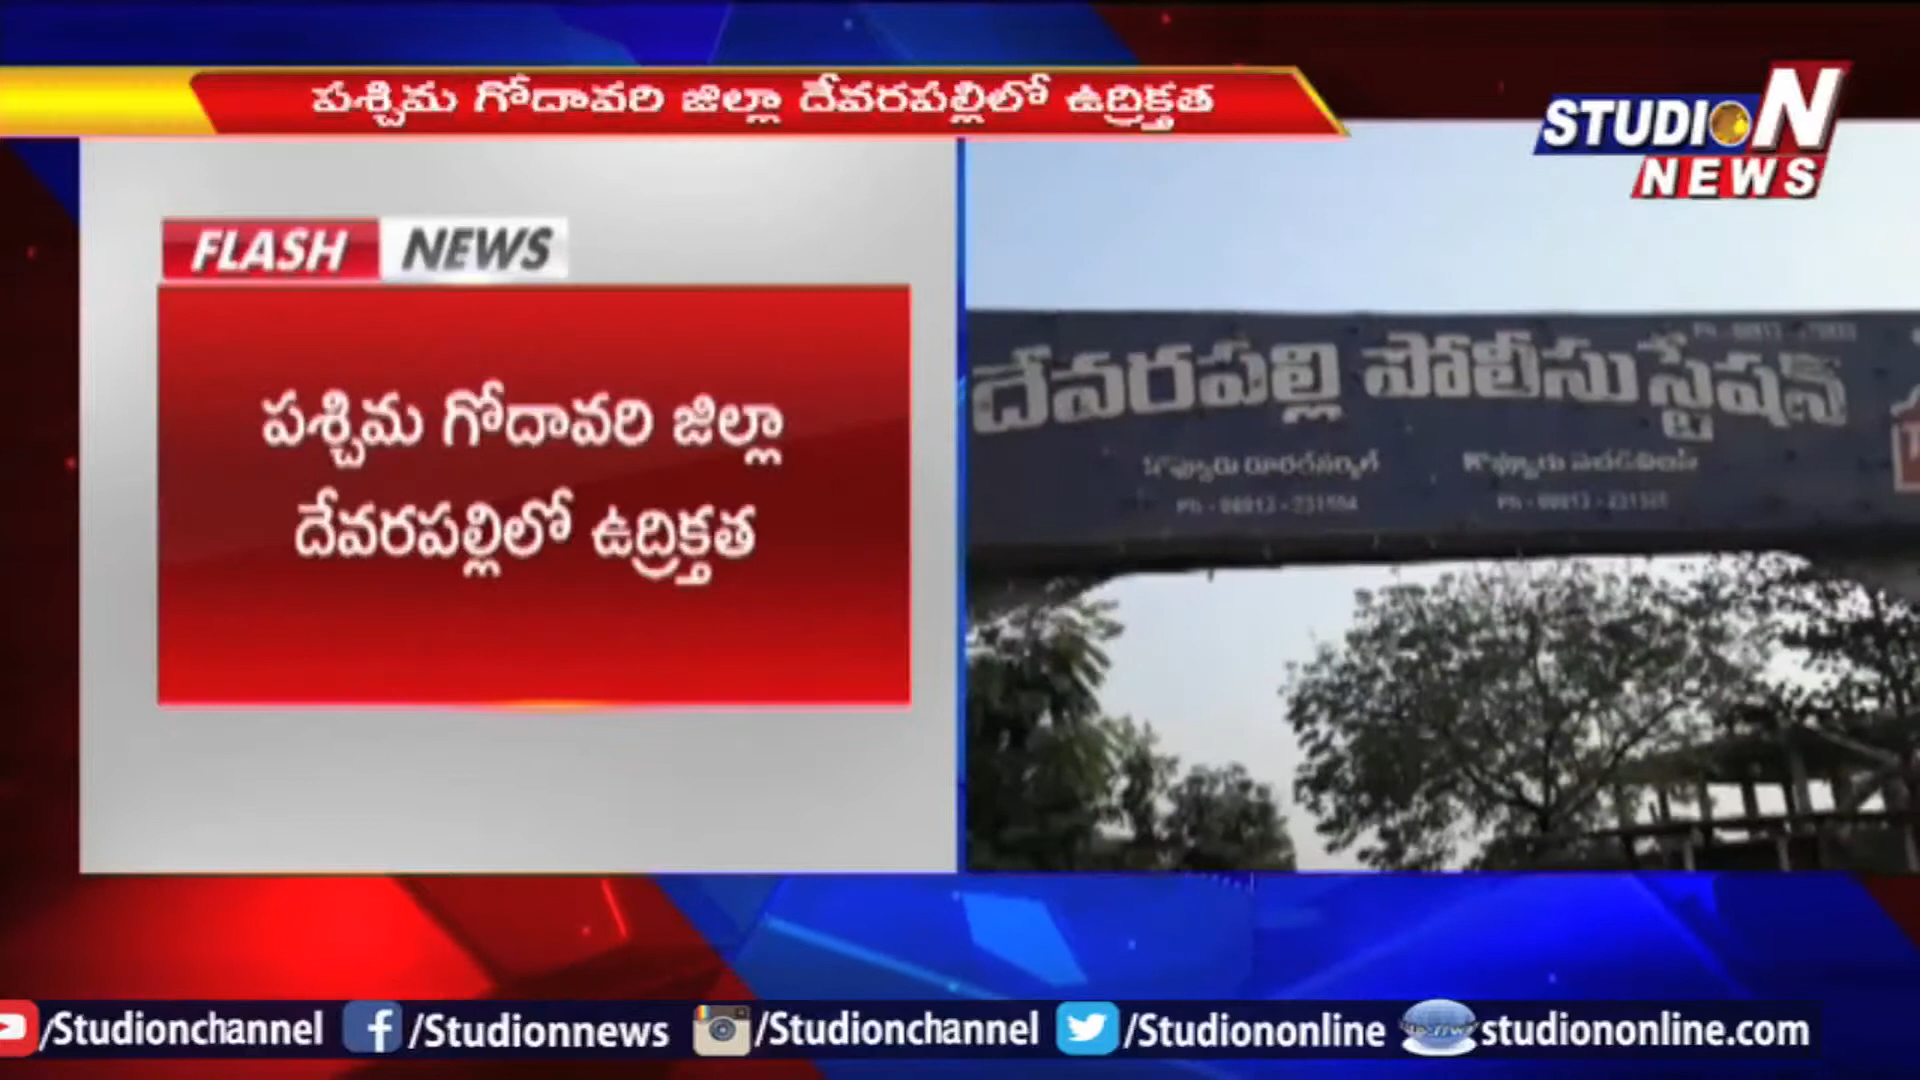 పశ్చిమ గోదావరి జిల్లా దేవరపల్లిలో ఉద్రిక్తత
STUDIO N
NEWS
FLASH NEWS
పశ్చిమ గోదావరి జిల్లా
దేవరపల్లిలో ఉద్రిక్తత
దేవరపల్లి పోలీసు స్టేషన్
/Studionchannel /Studionnews /Studionchannel /Studiononline studiononline.com